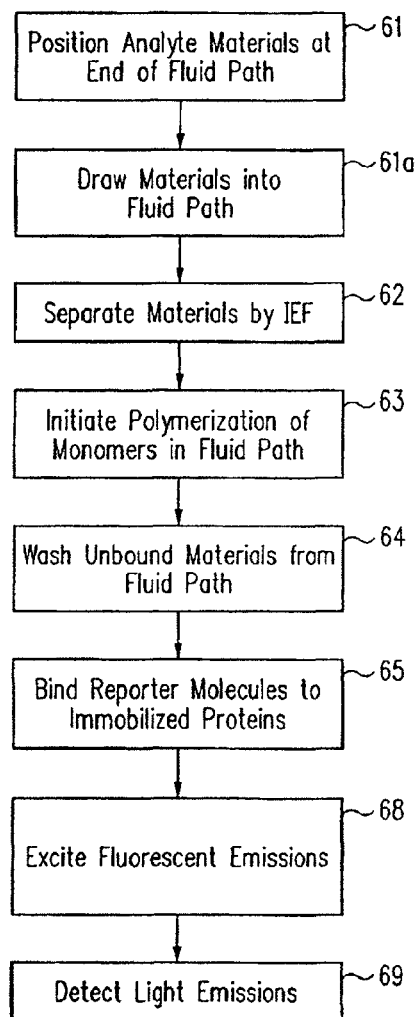 61
Position Analyte Materials at
End of Fluid Path
61a
Draw Materials into
Fluid Path
62
Separate Materials by IEF
63
Initiate Polymerization of
Monomers in Fluid Path
64
Wash Unbound Materials from
Fluid Path
65
Bind Reporter Molecules to
Immobilized Proteins
68
Excite Fluorescent Emissions
69
Detect Light Emissions